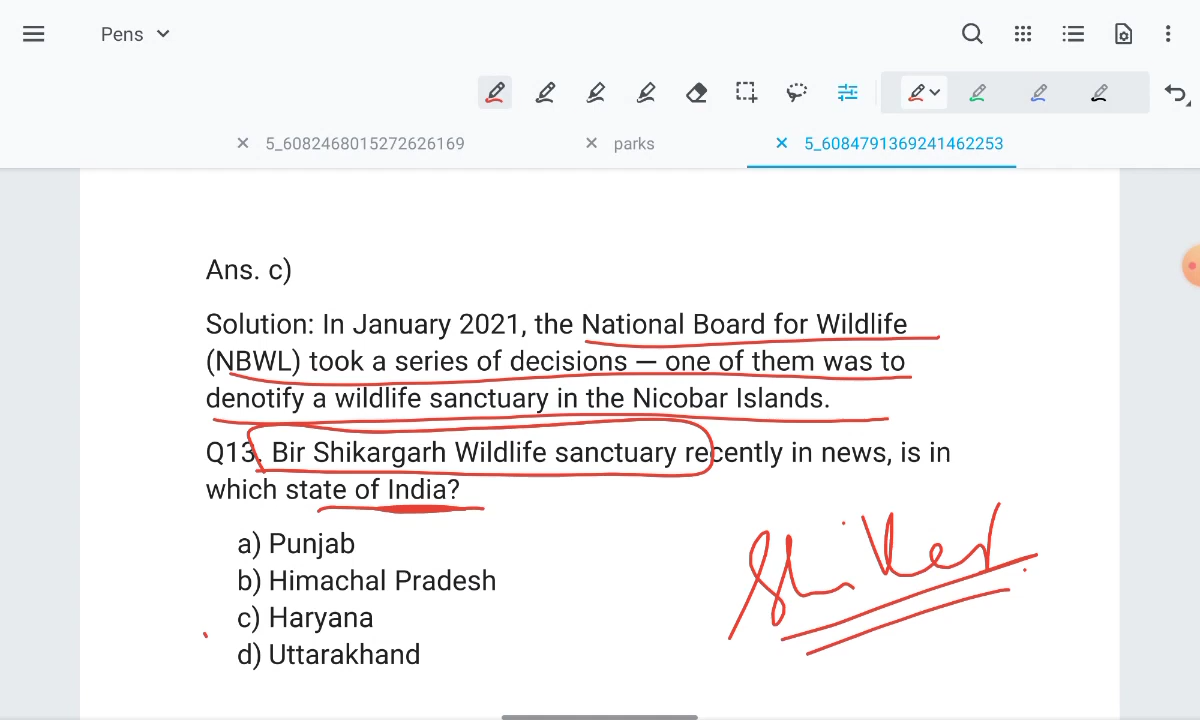 Pens
5_6082468015272626169
parks
5_6084791369241462253
Ans. c)
Solution: In January 2021, the National Board for Wildlife
(NBWL) took a series of decisions — one of them was to
denotify a wildlife sanctuary in the Nicobar Islands.
Q13. Bir Shikargarh Wildlife sanctuary recently in news, is in
which state of India?
a) Punjab
b) Himachal Pradesh
c) Haryana
d) Uttarakhand